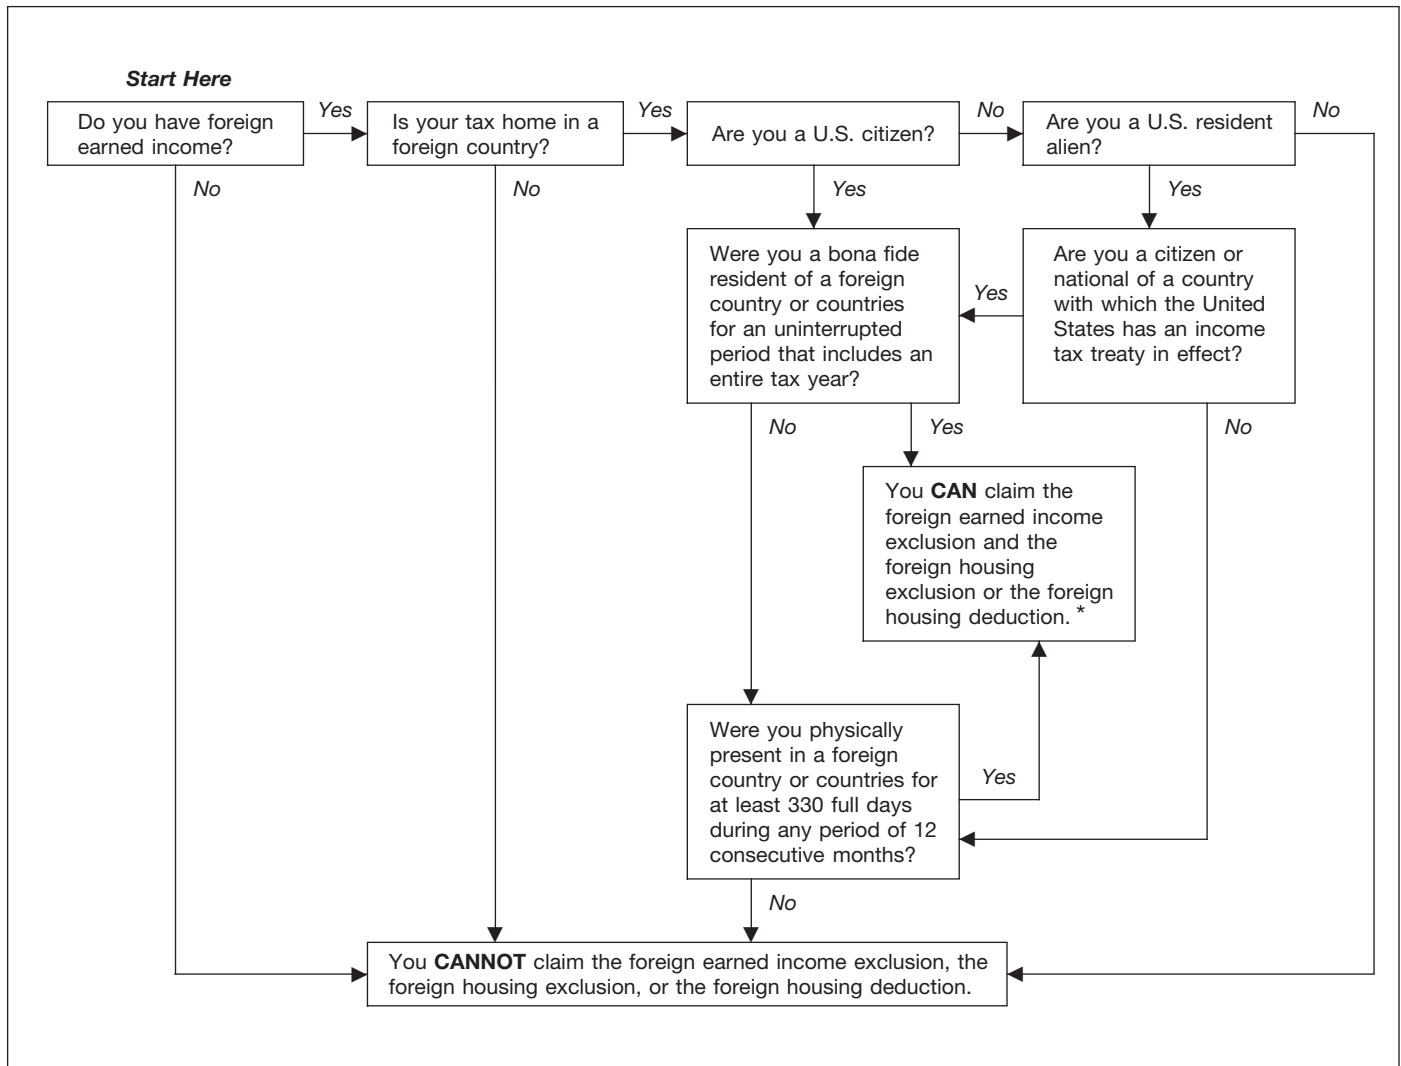 Start Here
Do you have foreign
earned income?
Yes
Is your tax home in a
foreign country?
Yes
Are you a U.S. citizen?
No
Are you a U.S. resident
alien?
No
No
No
Yes
Yes
Were you a bona fide
resident of a foreign
country or countries
for an uninterrupted
period that includes an
entire tax year?
Yes
Are you a citizen or
national of a country
with which the United
States has an income
tax treaty in effect?
No
Yes
No
You CAN claim the
foreign earned income
exclusion and the
foreign housing
exclusion or the foreign
housing deduction. *
Were you physically
present in a foreign
country or countries for
at least 330 full days
during any period of 12
consecutive months?
Yes
No
You CANNOT claim the foreign earned income exclusion, the
foreign housing exclusion, or the foreign housing deduction.